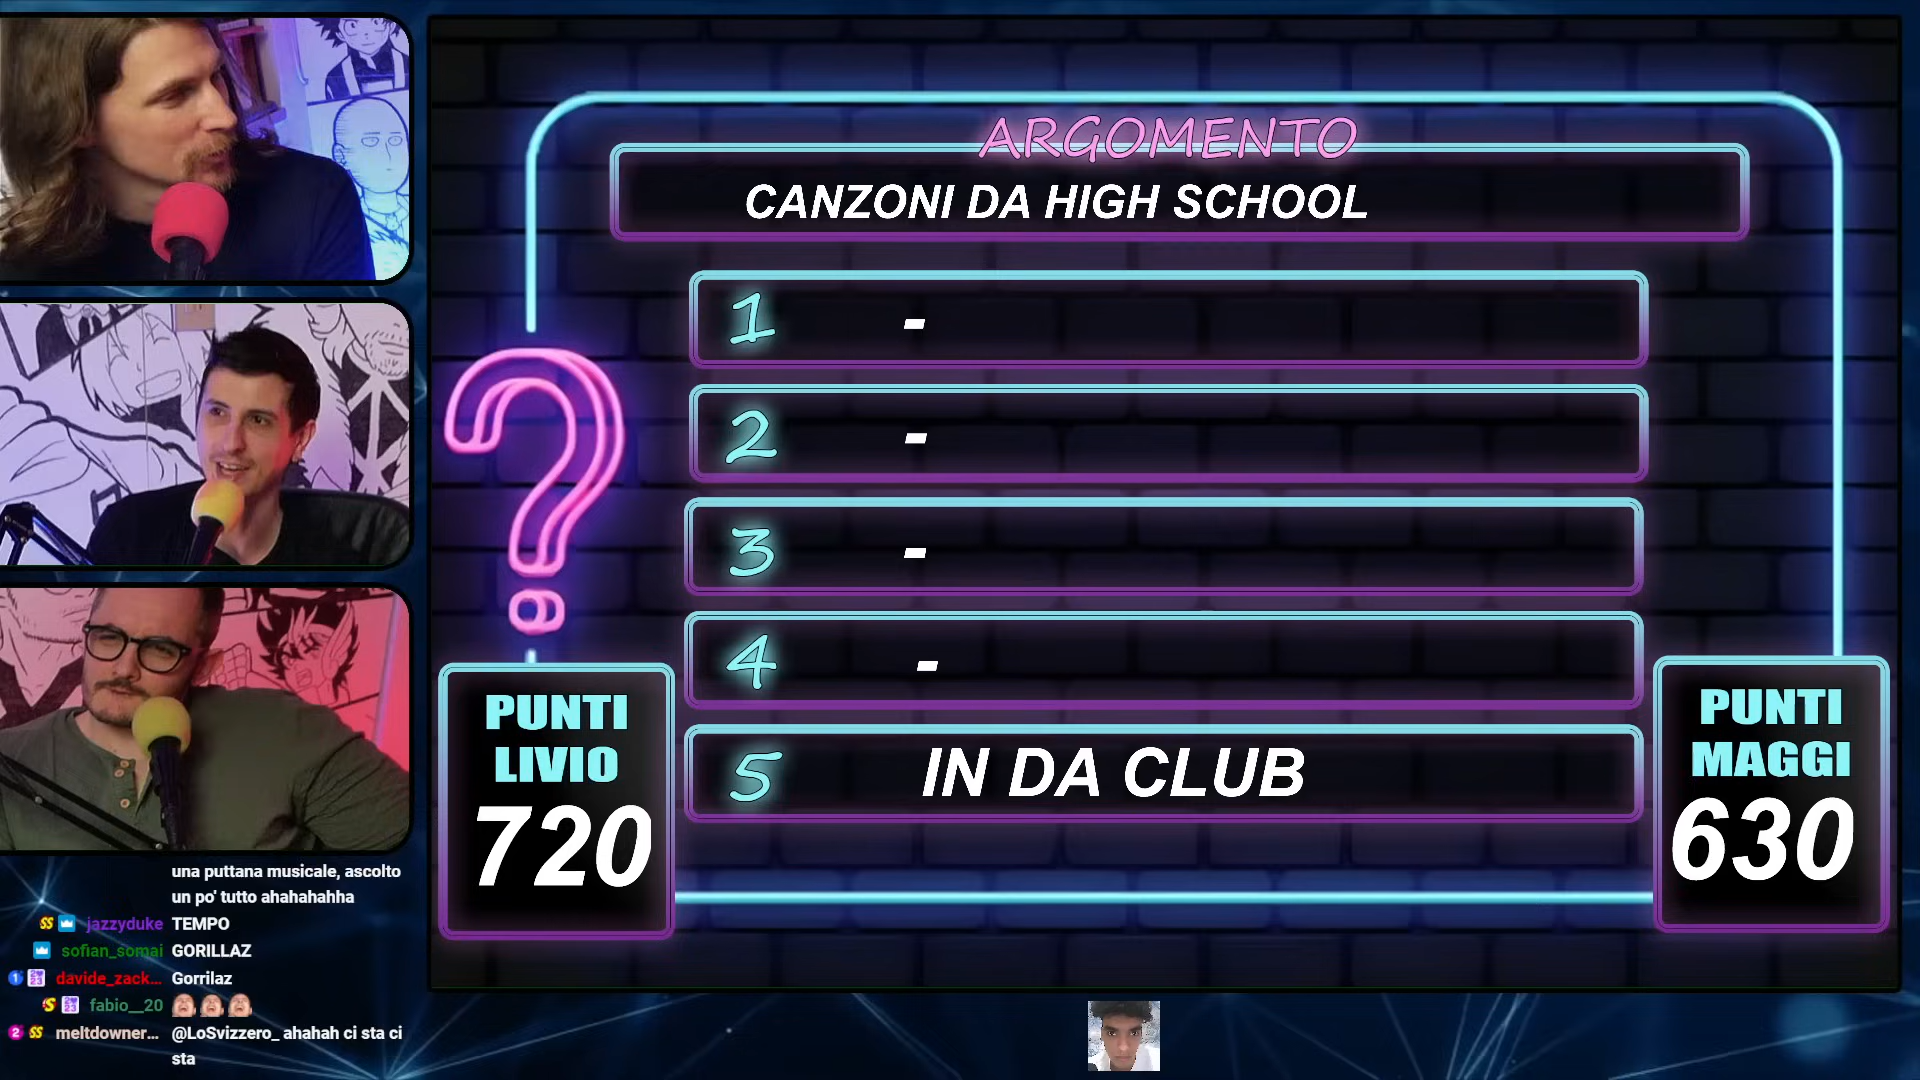 ARGOMENTO
CANZONI DA HIGH SCHOOL
1 -
2 -
3 -
4 -
5 IN DA CLUB
PUNTI
LIVIO
720
PUNTI
MAGGI
630
una puttana musicale, ascolto
un po' tutto ahahahahha
jazzyduke TEMPO
sofian_somai GORILLAZ
davide_zack... Gorrilaz
fabio__20
meltdowner... @LoSvizzero_ ahahah ci sta ci
sta